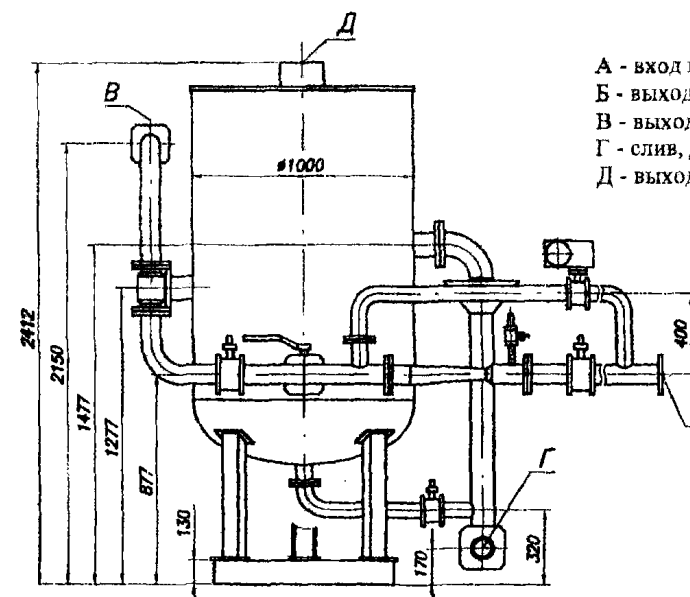 Д
В
А - вход
Б - выход
В - выход
Г - слив,
Д - выход
ø1000
2412
2150
1477
1277
877
130
400
Г
170
320